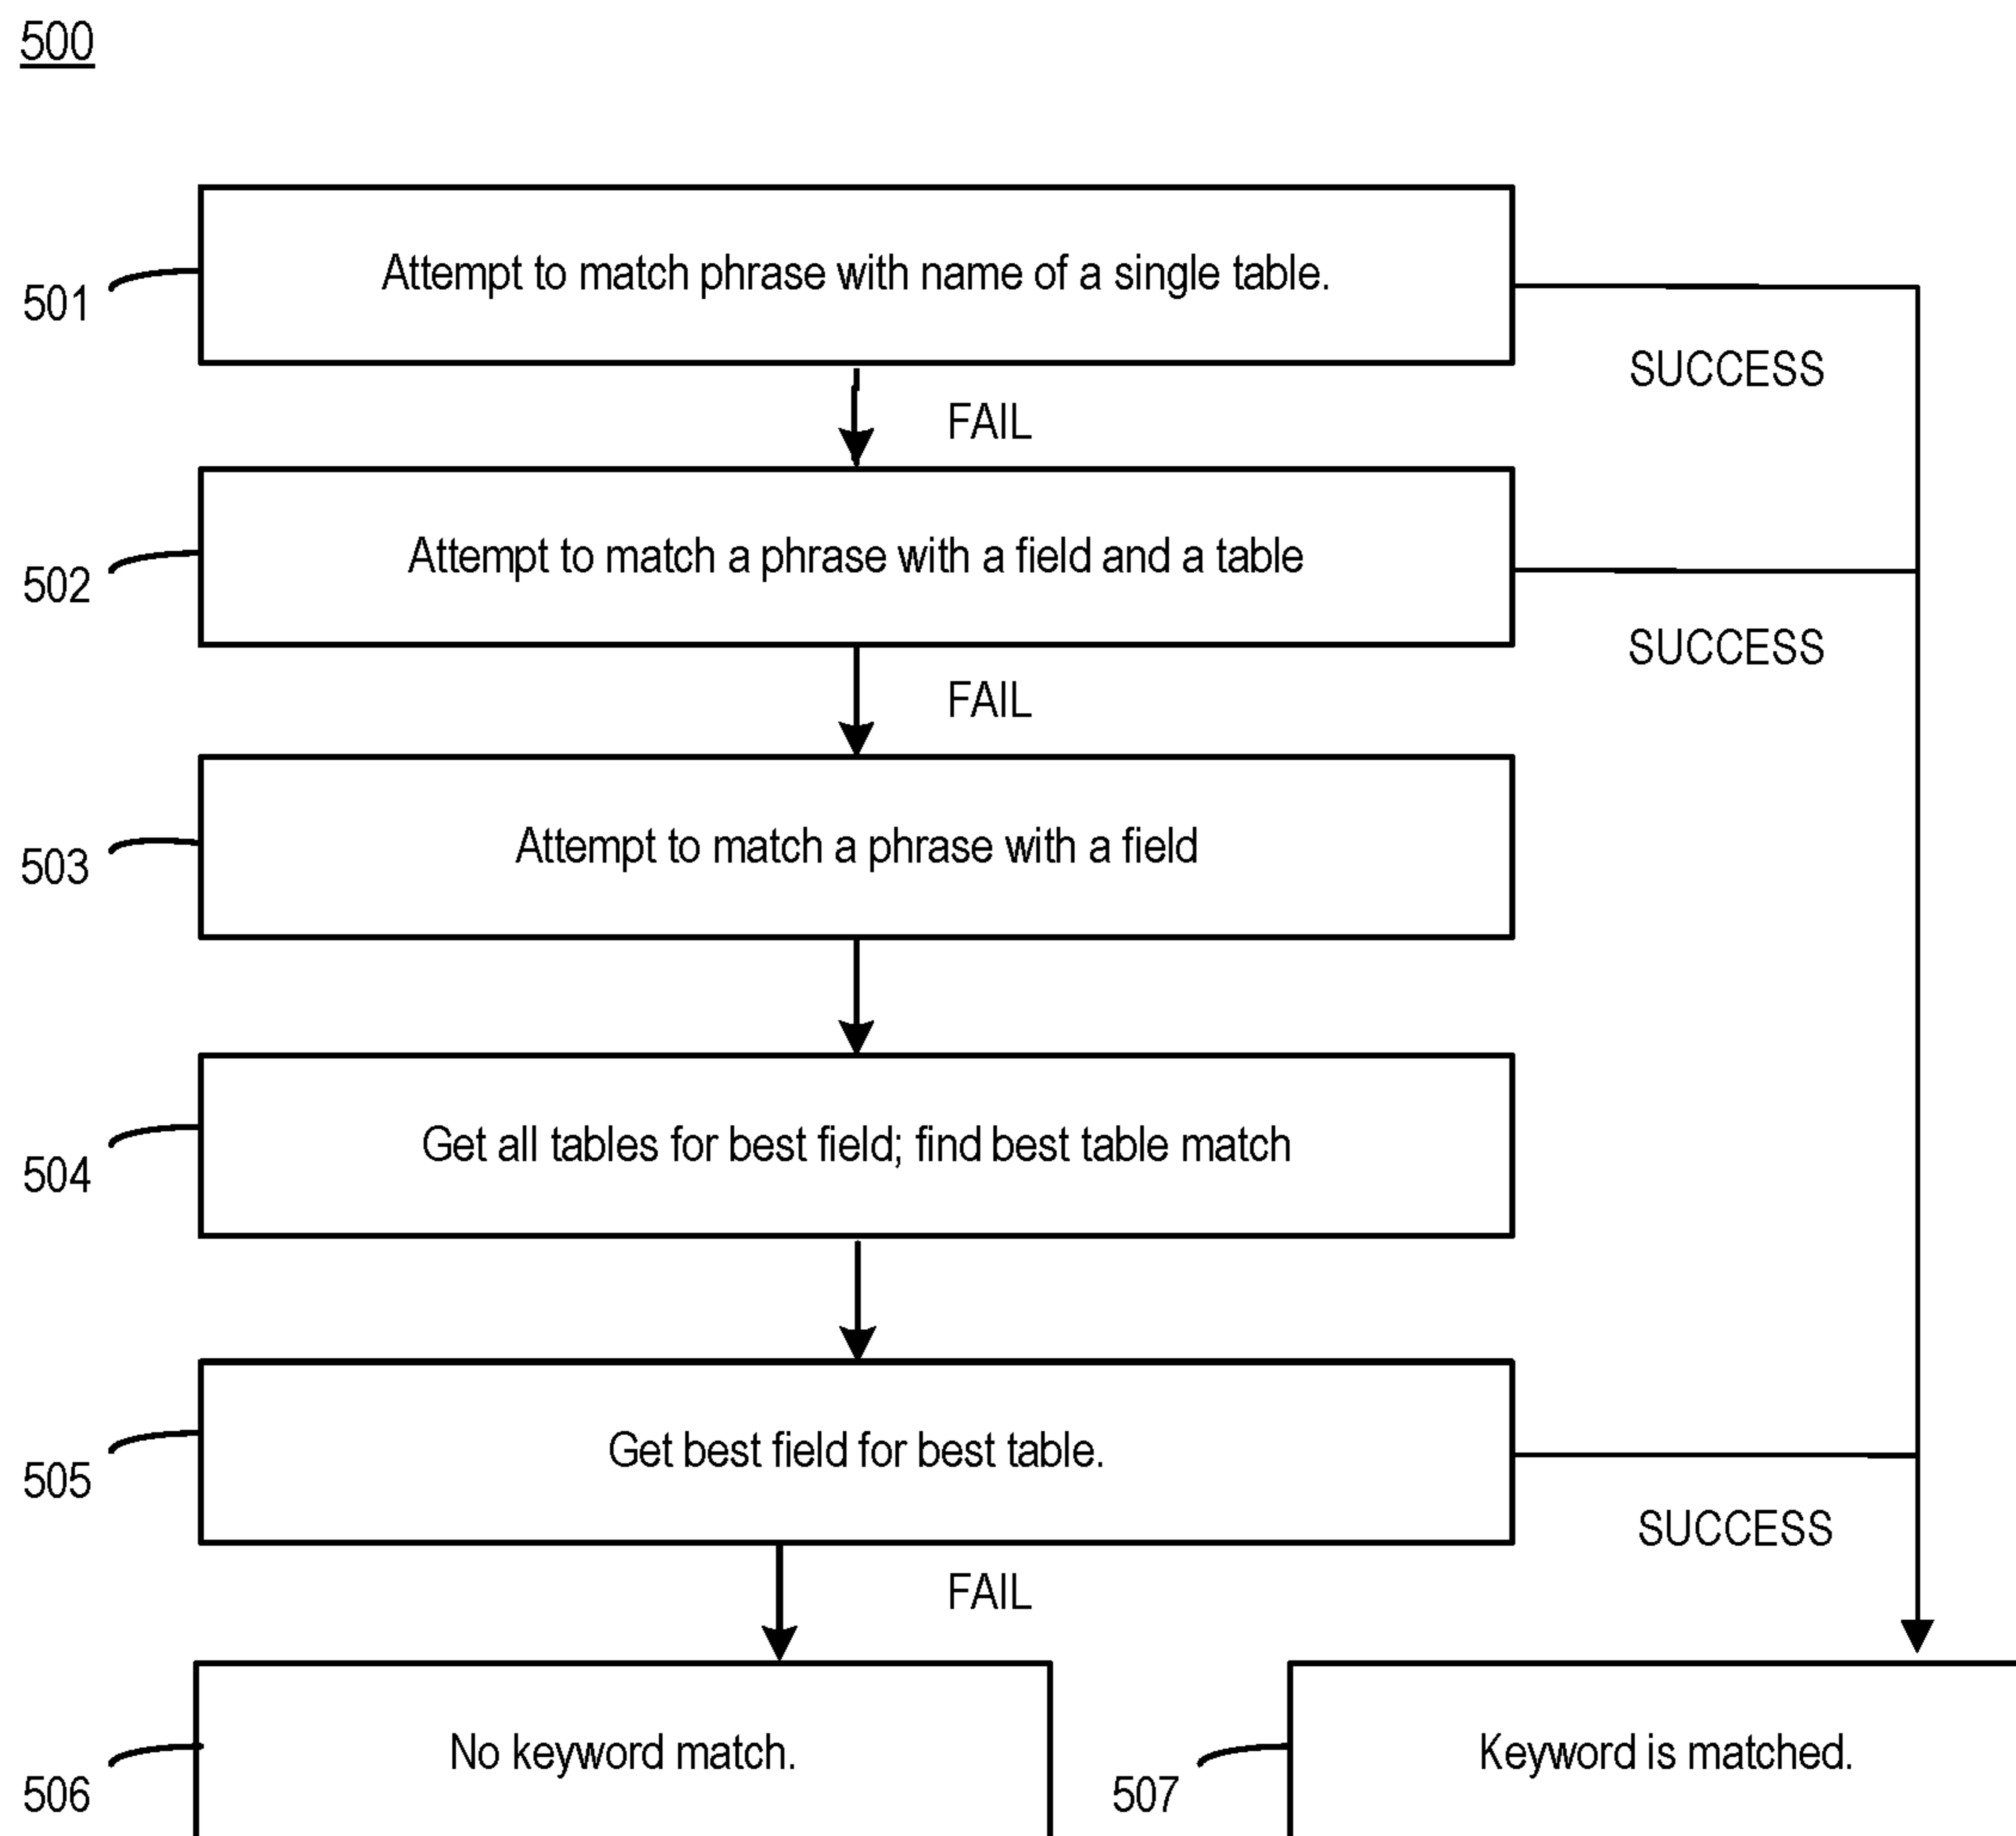 500
Attempt to match phrase with name of a single table.
501
SUCCESS
FAIL
Attempt to match a phrase with a field and a table
502
SUCCESS
FAIL
Attempt to match a phrase with a field
503
Get all tables for best field; find best table match
504
Get best field for best table.
505
SUCCESS
FAIL
No keyword match.
506
Keyword is matched.
507